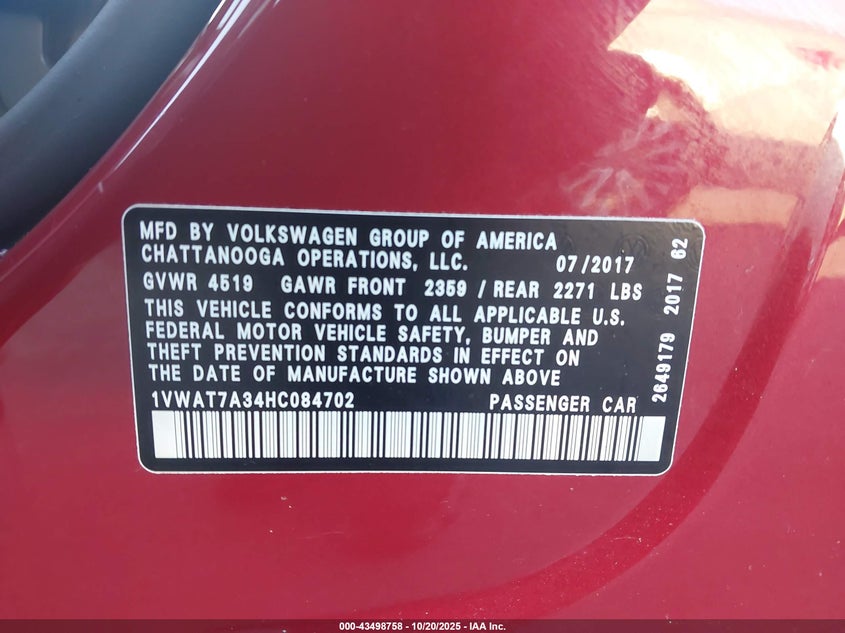 MFD BY VOLKSWAGEN GROUP OF AMERICA
CHATTANOOGA OPERATIONS, LLC. 07/2017
GVWR 4519 GAWR FRONT 2359 / REAR 2271 LBS
THIS VEHICLE CONFORMS TO ALL APPLICABLE U.S.
FEDERAL MOTOR VEHICLE SAFETY, BUMPER AND
THEFT PREVENTION STANDARDS IN EFFECT ON
THE DATE OF MANUFACTURE SHOWN ABOVE
1VWAT7A34HC084702 PASSENGER CAR
2649179 2017 62
000-43498758 - 10/20/2025 - IAA Inc.